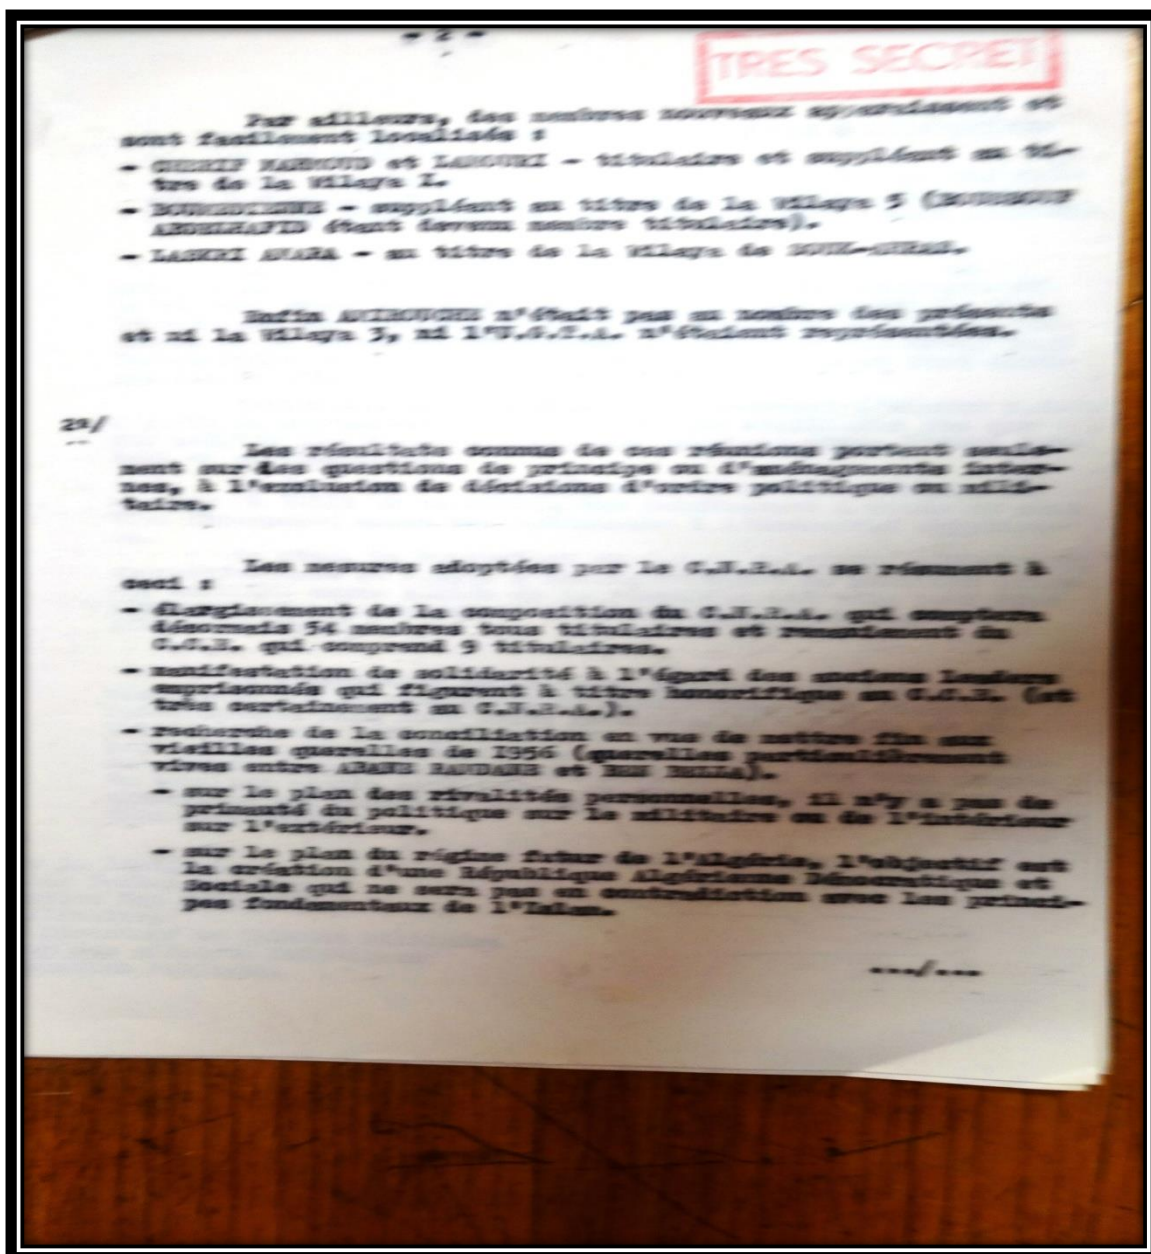 - 2 -
TRES SECRET
Par ailleurs, des membres nouveaux apparaissent et
sont facilement localisés :
- CHERIF MAHMOUD et LAMOURI - titulaire et suppléant au ti-
tre de la Wilaya I.
- BOUMEDIENNE - suppléant au titre de la Wilaya 5 (BOUSSOUF
ABDELHAFID étant devenu membre titulaire).
- LASKRI AMARA - au titre de la Wilaya de SOUK-AHRAS.
Enfin AMIROUCHE n'était pas au nombre des présents
et ni la Wilaya 3, ni l'U.G.T.A. n'étaient représentées.
2°/
Les résultats connus de ces réunions portent seule-
ment sur des questions de principe ou d'aménagements inter-
nes, à l'exclusion de décisions d'ordre politique ou mili-
taire.
Les mesures adoptées par le C.N.R.A. se résument à
ceci :
- élargissement de la composition du C.N.R.A. qui comptera
désormais 54 membres tous titulaires et remaniement du
C.C.E. qui comprend 9 titulaires.
- manifestation de solidarité à l'égard des anciens leaders
emprisonnés qui figurent à titre honorifique au C.C.E. (et
très certainement au C.N.R.A.).
- recherche de la conciliation en vue de mettre fin aux
vieilles querelles de 1956 (querelles particulièrement
vives entre ABANE RAMDANE et BEN BELLA).
- sur le plan des rivalités personnelles, il n'y a pas de
primauté du politique sur le militaire ou de l'intérieur
sur l'extérieur.
- sur le plan du régime futur de l'Algérie, l'objectif est
la création d'une République Algérienne Démocratique et
Sociale qui ne sera pas en contradiction avec les princi-
pes fondamentaux de l'Islam.
.../...